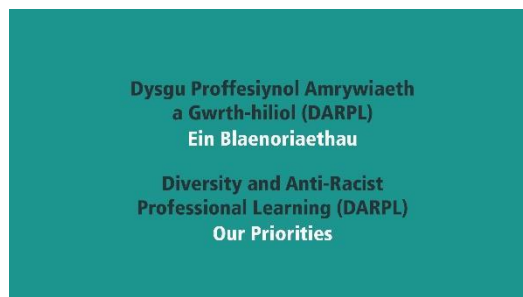 Dysgu Proffesiynol Amrywiaeth
a Gwrth-hiliol (DARPL)
Ein Blaenoriaethau
Diversity and Anti-Racist
Professional Learning (DARPL)
Our Priorities